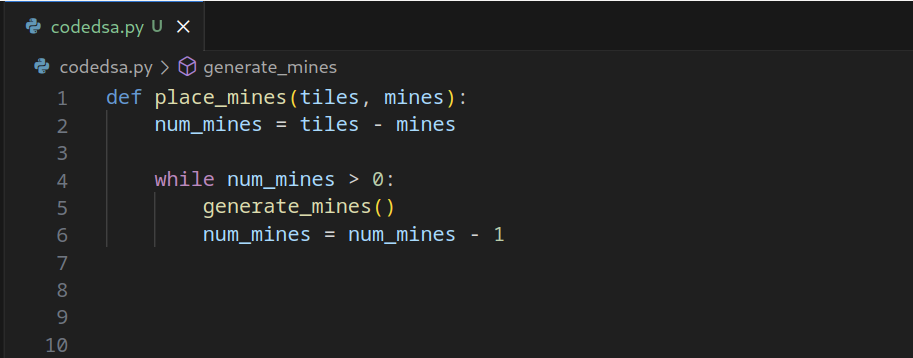 codedsa.py U ×
codedsa.py > generate_mines
1 def place_mines(tiles, mines):
2     num_mines = tiles - mines
3
4     while num_mines > 0:
5         generate_mines()
6         num_mines = num_mines - 1
7
8
9
10